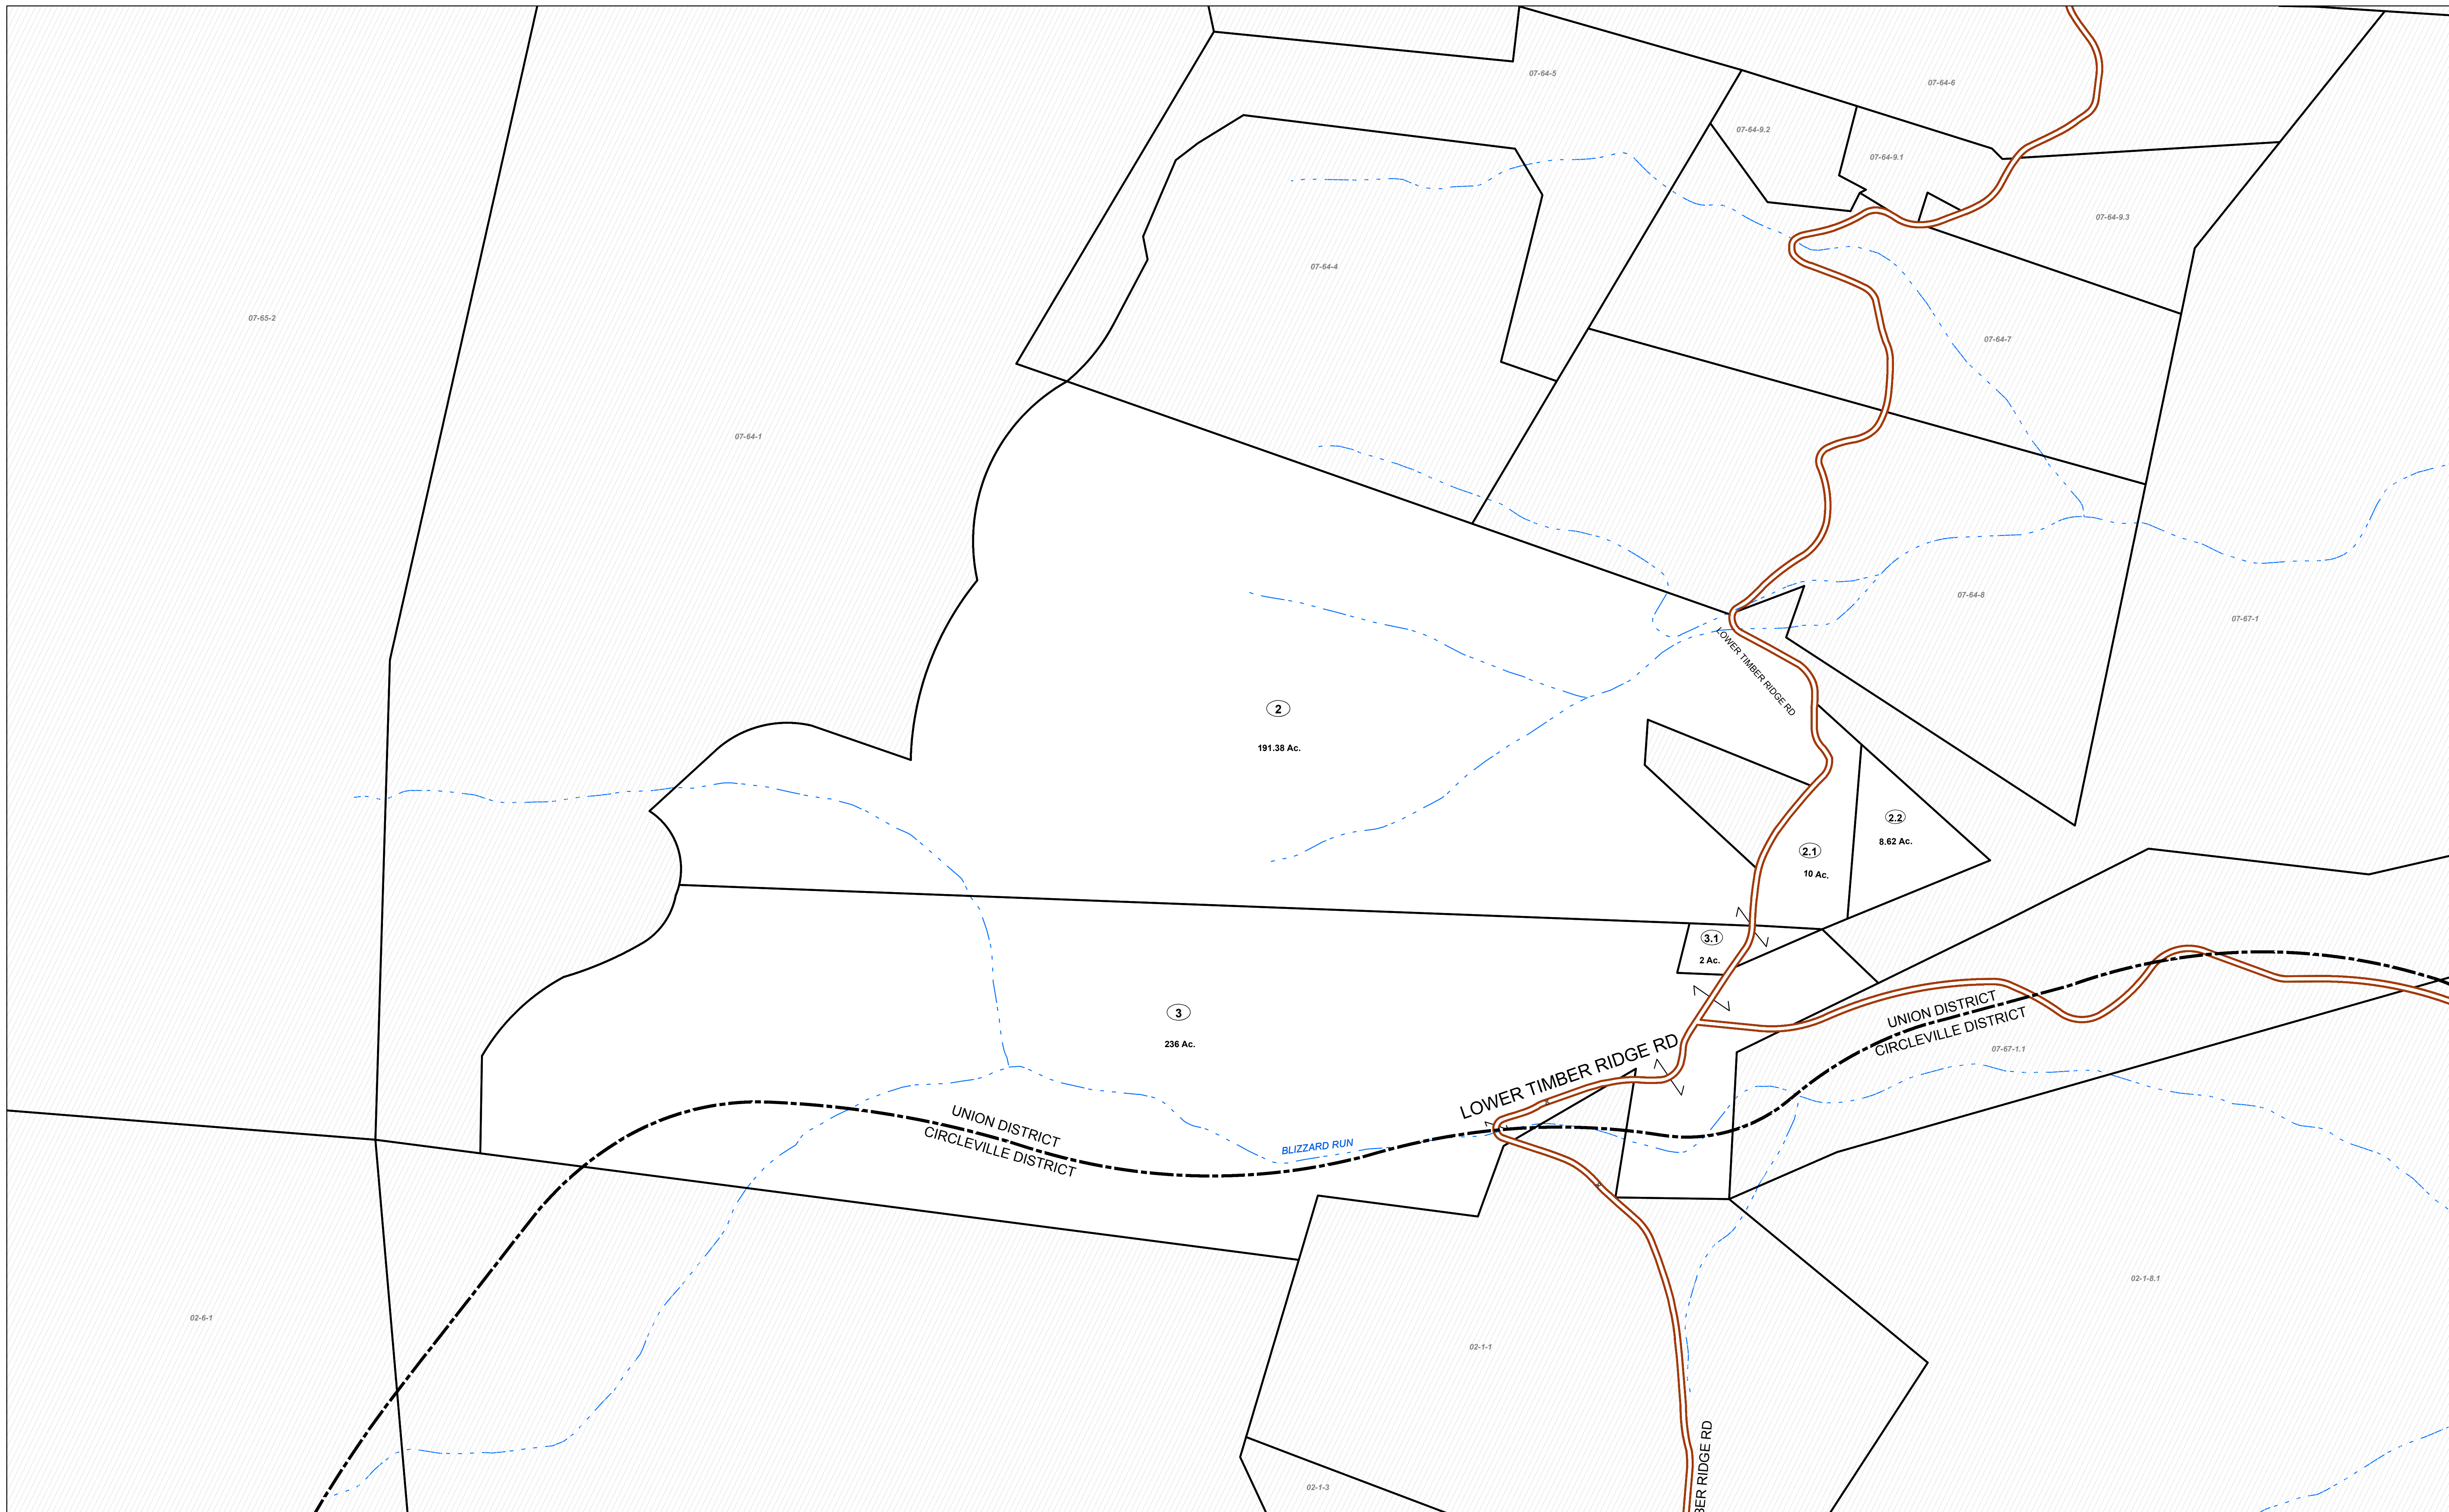 07-64-5
07-64-6
07-64-9.2
07-64-9.1
07-64-9.3
07-64-4
07-65-2
07-64-7
07-64-1
07-64-8
07-67-1
LOWER TIMBER RIDGE RD
2
191.38 Ac.
2.2
8.62 Ac.
2.1
10 Ac.
3.1
2 Ac.
3
236 Ac.
UNION DISTRICT
CIRCLEVILLE DISTRICT
07-67-1.1
LOWER TIMBER RIDGE RD
UNION DISTRICT
CIRCLEVILLE DISTRICT
BLIZZARD RUN
02-1-8.1
02-6-1
02-1-1
BER RIDGE RD
02-1-3